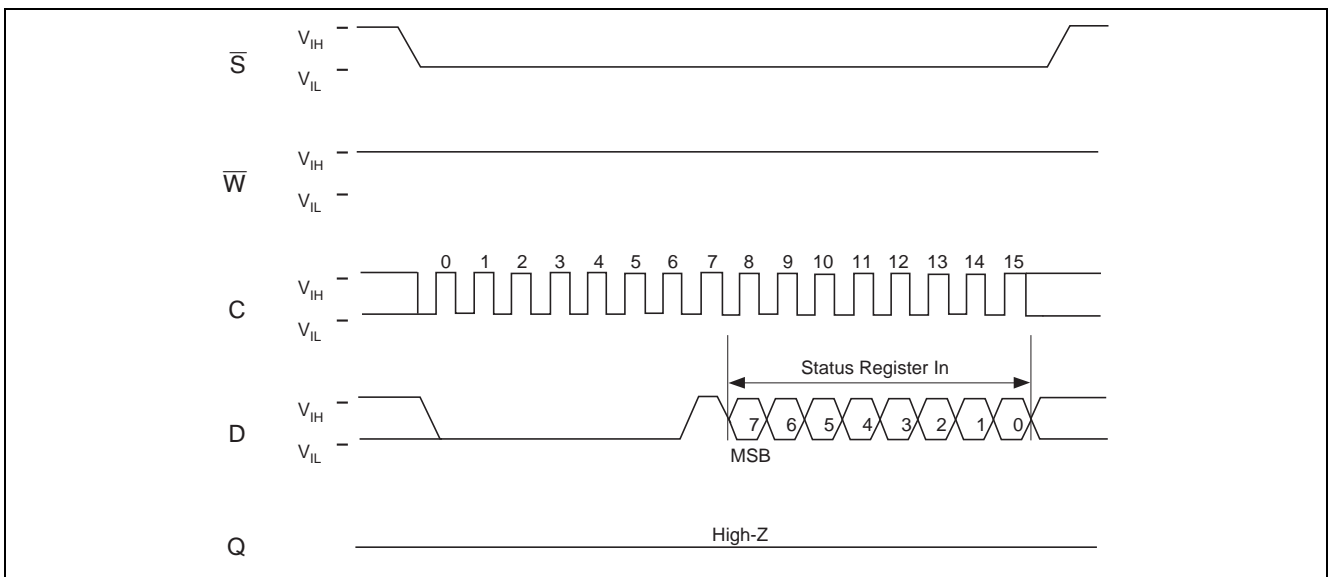 S̅
V_IH
V_IL
W̅
V_IH
V_IL
C
V_IH
V_IL
0 1 2 3 4 5 6 7 8 9 10 11 12 13 14 15
D
V_IH
V_IL
Status Register In
7 6 5 4 3 2 1 0
MSB
Q
High-Z